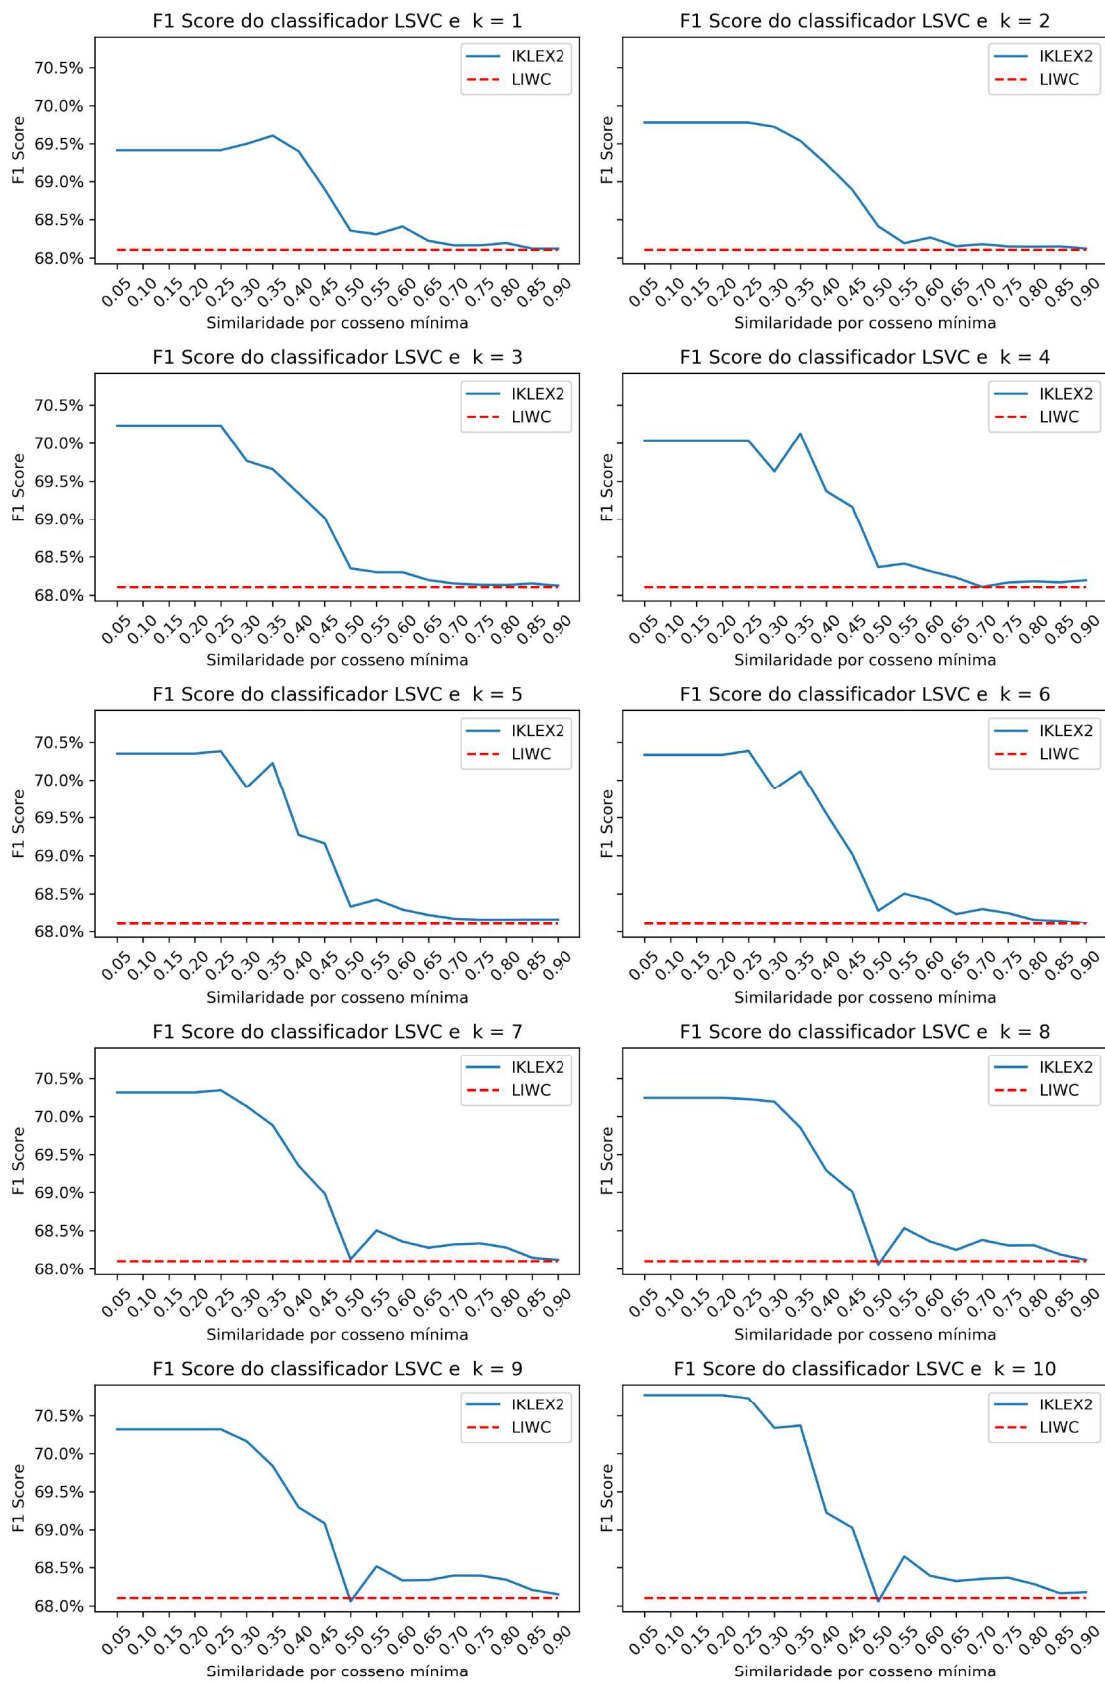 F1 Score do classificador LSVC e k = 1
F1 Score
70.5%
70.0%
69.5%
69.0%
68.5%
68.0%
IKLEX2
LIWC
0.05 0.10 0.15 0.20 0.25 0.30 0.35 0.40 0.45 0.50 0.55 0.60 0.65 0.70 0.75 0.80 0.85 0.90
Similaridade por cosseno mínima
F1 Score do classificador LSVC e k = 2
F1 Score
IKLEX2
LIWC
0.05 0.10 0.15 0.20 0.25 0.30 0.35 0.40 0.45 0.50 0.55 0.60 0.65 0.70 0.75 0.80 0.85 0.90
Similaridade por cosseno mínima
F1 Score do classificador LSVC e k = 3
F1 Score
70.5%
70.0%
69.5%
69.0%
68.5%
68.0%
IKLEX2
LIWC
0.05 0.10 0.15 0.20 0.25 0.30 0.35 0.40 0.45 0.50 0.55 0.60 0.65 0.70 0.75 0.80 0.85 0.90
Similaridade por cosseno mínima
F1 Score do classificador LSVC e k = 4
F1 Score
IKLEX2
LIWC
0.05 0.10 0.15 0.20 0.25 0.30 0.35 0.40 0.45 0.50 0.55 0.60 0.65 0.70 0.75 0.80 0.85 0.90
Similaridade por cosseno mínima
F1 Score do classificador LSVC e k = 5
F1 Score
70.5%
70.0%
69.5%
69.0%
68.5%
68.0%
IKLEX2
LIWC
0.05 0.10 0.15 0.20 0.25 0.30 0.35 0.40 0.45 0.50 0.55 0.60 0.65 0.70 0.75 0.80 0.85 0.90
Similaridade por cosseno mínima
F1 Score do classificador LSVC e k = 6
F1 Score
IKLEX2
LIWC
0.05 0.10 0.15 0.20 0.25 0.30 0.35 0.40 0.45 0.50 0.55 0.60 0.65 0.70 0.75 0.80 0.85 0.90
Similaridade por cosseno mínima
F1 Score do classificador LSVC e k = 7
F1 Score
70.5%
70.0%
69.5%
69.0%
68.5%
68.0%
IKLEX2
LIWC
0.05 0.10 0.15 0.20 0.25 0.30 0.35 0.40 0.45 0.50 0.55 0.60 0.65 0.70 0.75 0.80 0.85 0.90
Similaridade por cosseno mínima
F1 Score do classificador LSVC e k = 8
F1 Score
IKLEX2
LIWC
0.05 0.10 0.15 0.20 0.25 0.30 0.35 0.40 0.45 0.50 0.55 0.60 0.65 0.70 0.75 0.80 0.85 0.90
Similaridade por cosseno mínima
F1 Score do classificador LSVC e k = 9
F1 Score
70.5%
70.0%
69.5%
69.0%
68.5%
68.0%
IKLEX2
LIWC
0.05 0.10 0.15 0.20 0.25 0.30 0.35 0.40 0.45 0.50 0.55 0.60 0.65 0.70 0.75 0.80 0.85 0.90
Similaridade por cosseno mínima
F1 Score do classificador LSVC e k = 10
F1 Score
IKLEX2
LIWC
0.05 0.10 0.15 0.20 0.25 0.30 0.35 0.40 0.45 0.50 0.55 0.60 0.65 0.70 0.75 0.80 0.85 0.90
Similaridade por cosseno mínima